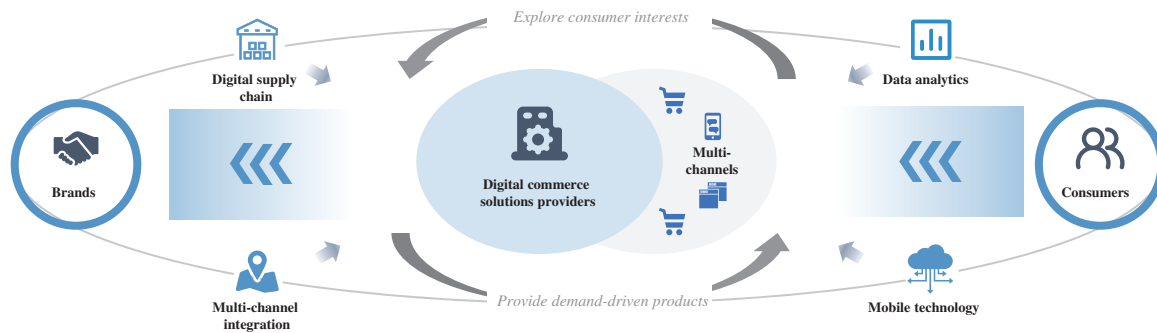 Explore consumer interests
Digital supply
chain
Data analytics
Brands
Digital commerce
solutions providers
Multi-
channels
Consumers
Multi-channel
integration
Provide demand-driven products
Mobile technology